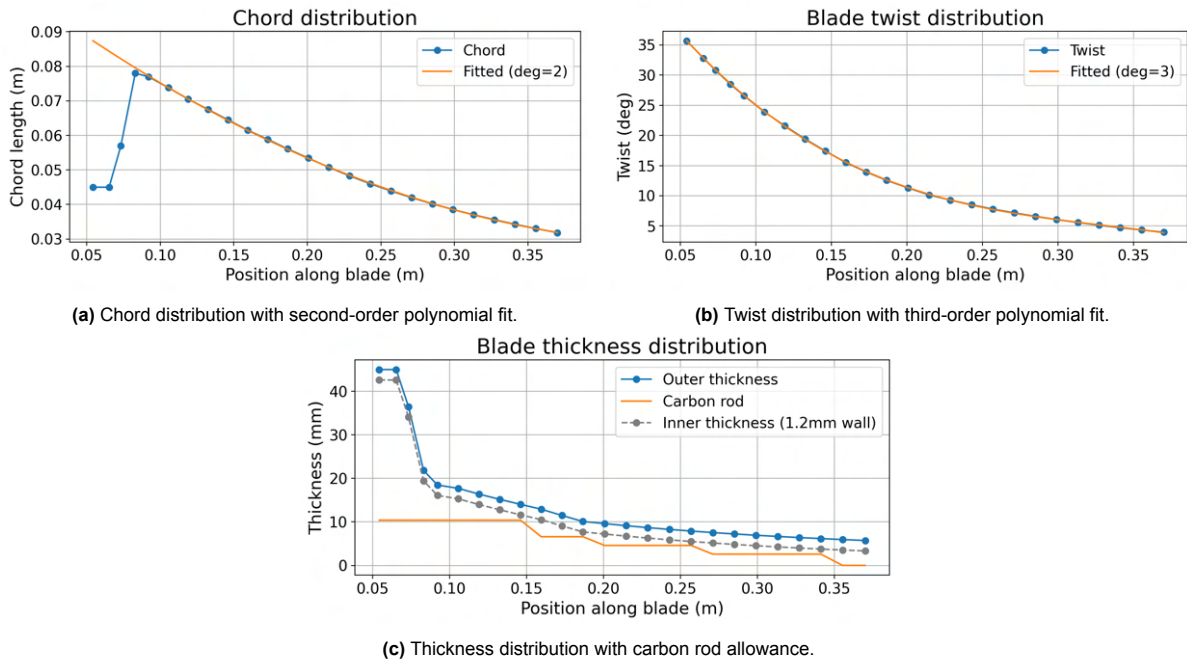 Chord distribution
Chord length (m)
0.09
0.08
0.07
0.06
0.05
0.04
0.03
Chord
Fitted (deg=2)
0.05 0.10 0.15 0.20 0.25 0.30 0.35
Position along blade (m)
(a) Chord distribution with second-order polynomial fit.
Blade twist distribution
Twist (deg)
35
30
25
20
15
10
5
Twist
Fitted (deg=3)
0.05 0.10 0.15 0.20 0.25 0.30 0.35
Position along blade (m)
(b) Twist distribution with third-order polynomial fit.
Blade thickness distribution
Thickness (mm)
40
30
20
10
0
Outer thickness
Carbon rod
Inner thickness (1.2mm wall)
0.05 0.10 0.15 0.20 0.25 0.30 0.35
Position along blade (m)
(c) Thickness distribution with carbon rod allowance.